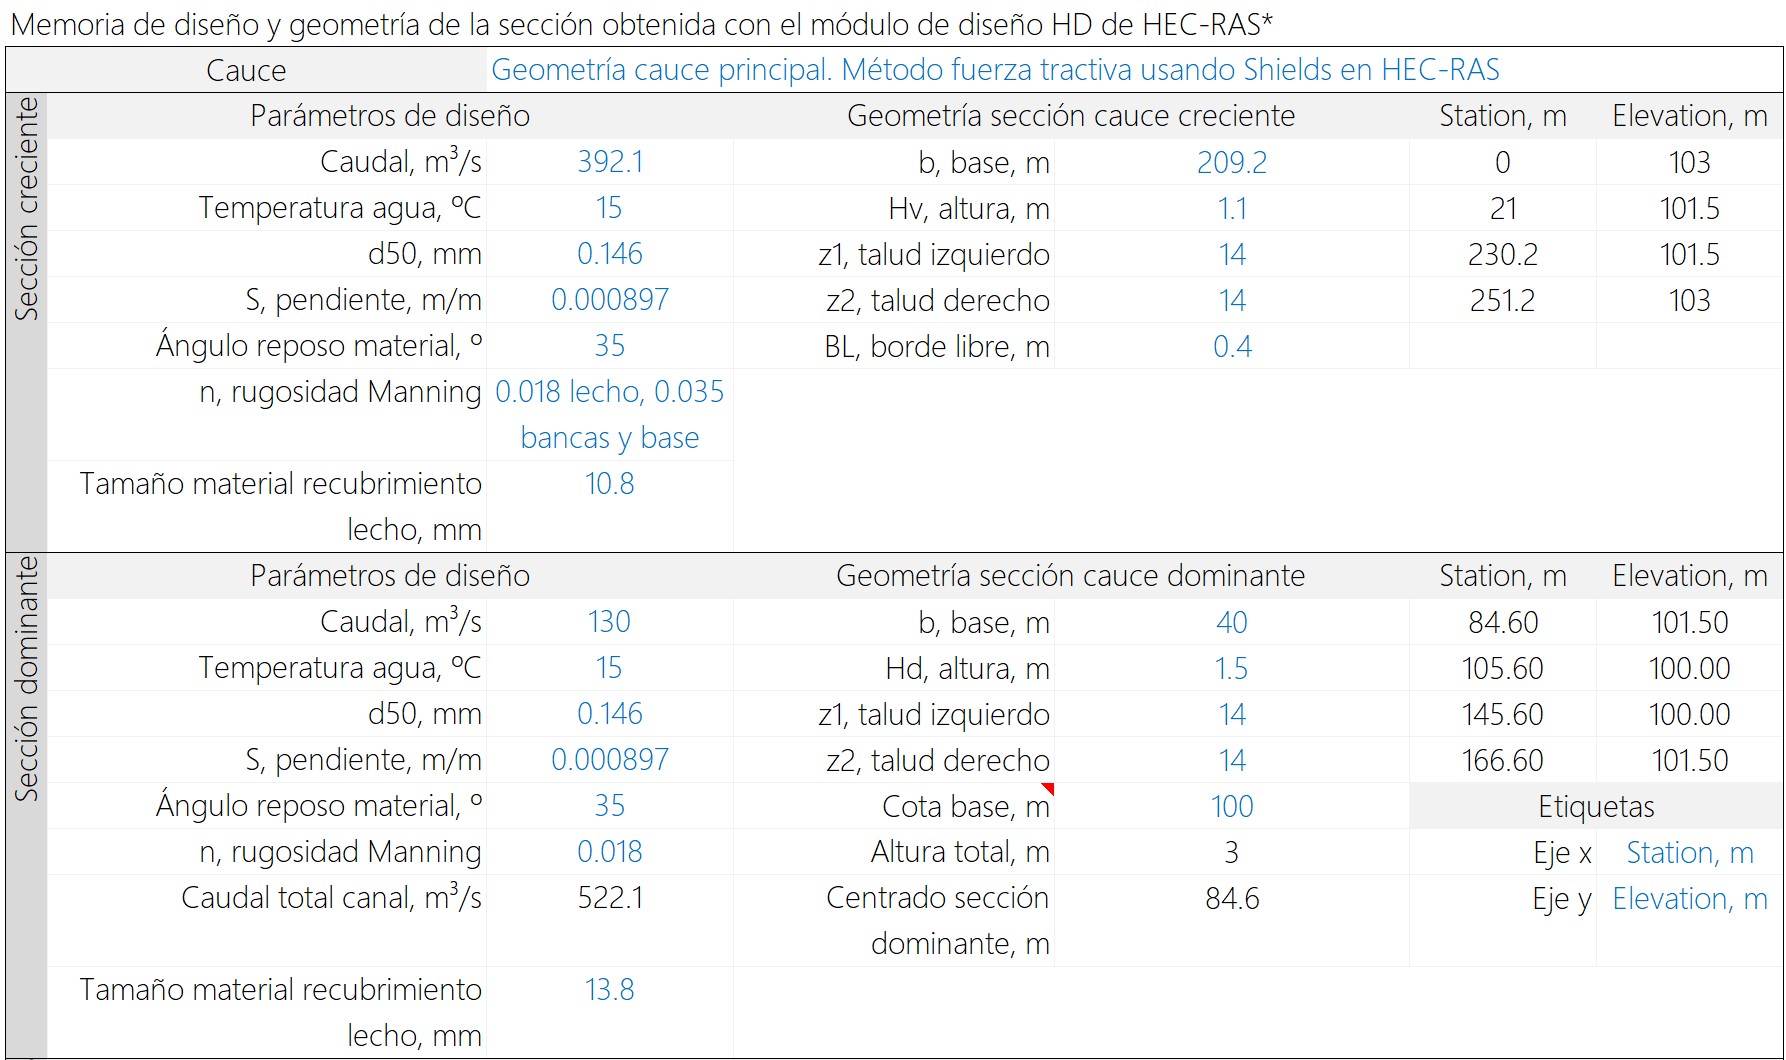 Memoria de diseño y geometría de la sección obtenida con el módulo de diseño HD de HEC-RAS*
Cauce Geometría cauce principal. Método fuerza tractiva usando Shields en HEC-RAS
Sección creciente
Parámetros de diseño Geometría sección cauce creciente Station, m Elevation, m
Caudal, m³/s 392.1 b, base, m 209.2 0 103
Temperatura agua, ºC 15 Hv, altura, m 1.1 21 101.5
d50, mm 0.146 z1, talud izquierdo 14 230.2 101.5
S, pendiente, m/m 0.000897 z2, talud derecho 14 251.2 103
Ángulo reposo material, º 35 BL, borde libre, m 0.4
n, rugosidad Manning 0.018 lecho, 0.035
bancas y base
Tamaño material recubrimiento 10.8
lecho, mm
Sección dominante
Parámetros de diseño Geometría sección cauce dominante Station, m Elevation, m
Caudal, m³/s 130 b, base, m 40 84.60 101.50
Temperatura agua, ºC 15 Hd, altura, m 1.5 105.60 100.00
d50, mm 0.146 z1, talud izquierdo 14 145.60 100.00
S, pendiente, m/m 0.000897 z2, talud derecho 14 166.60 101.50
Ángulo reposo material, º 35 Cota base, m 100 Etiquetas
n, rugosidad Manning 0.018 Altura total, m 3 Eje x Station, m
Caudal total canal, m³/s 522.1 Centrado sección 84.6 Eje y Elevation, m
dominante, m
Tamaño material recubrimiento 13.8
lecho, mm